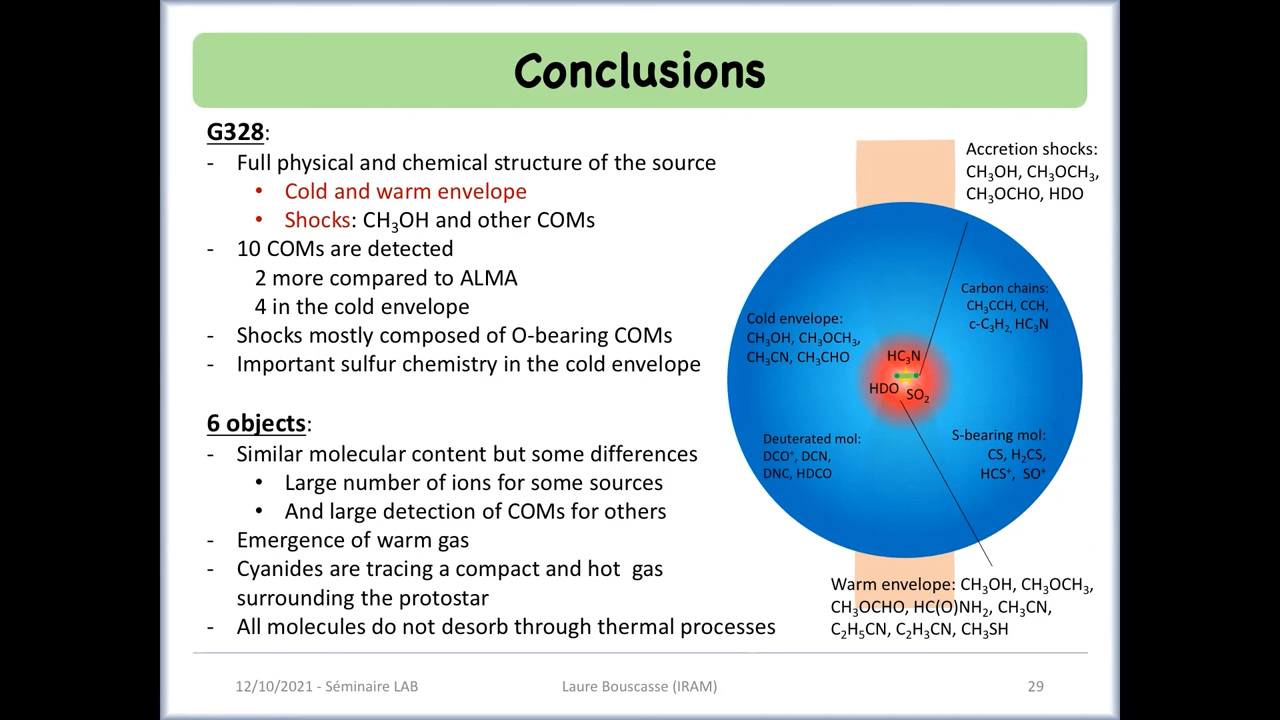 Conclusions
G328:
- Full physical and chemical structure of the source
• Cold and warm envelope
• Shocks: CH₃OH and other COMs
- 10 COMs are detected
2 more compared to ALMA
4 in the cold envelope
- Shocks mostly composed of O-bearing COMs
- Important sulfur chemistry in the cold envelope
6 objects:
- Similar molecular content but some differences
• Large number of ions for some sources
• And large detection of COMs for others
- Emergence of warm gas
- Cyanides are tracing a compact and hot gas
surrounding the protostar
- All molecules do not desorb through thermal processes
Accretion shocks:
CH₃OH, CH₃OCH₃,
CH₃OCHO, HDO
Carbon chains:
CH₃CCH, CCH,
c-C₃H₂, HC₃N
Cold envelope:
CH₃OH, CH₃OCH₃,
CH₃CN, CH₃CHO
HC₃N
HDO
SO₂
Deuterated mol:
DCO⁺, DCN,
DNC, HDCO
S-bearing mol:
CS, H₂CS,
HCS⁺, SO⁺
Warm envelope: CH₃OH, CH₃OCH₃,
CH₃OCHO, HC(O)NH₂, CH₃CN,
C₂H₅CN, C₂H₃CN, CH₃SH
12/10/2021 - Séminaire LAB
Laure Bouscasse (IRAM)
29